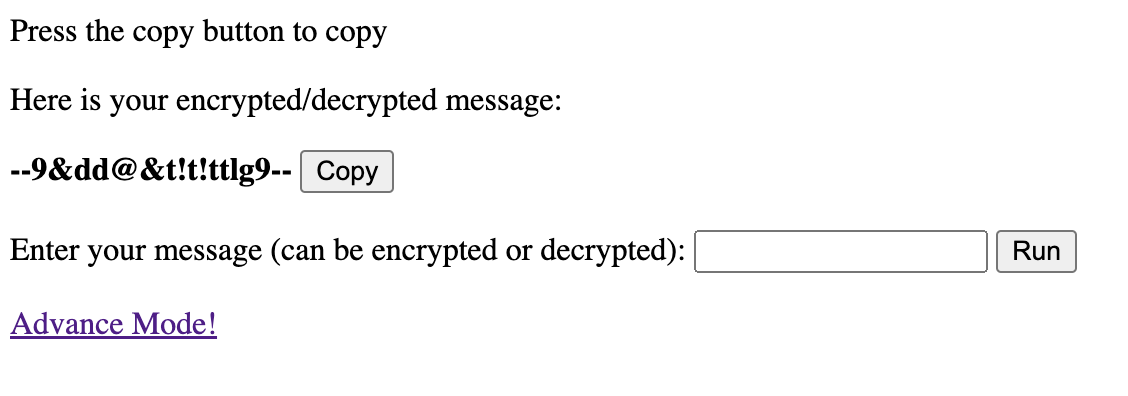 Press the copy button to copy
Here is your encrypted/decrypted message:
--9&dd@&t!t!ttlg9-- Copy
Enter your message (can be encrypted or decrypted): Run
Advance Mode!